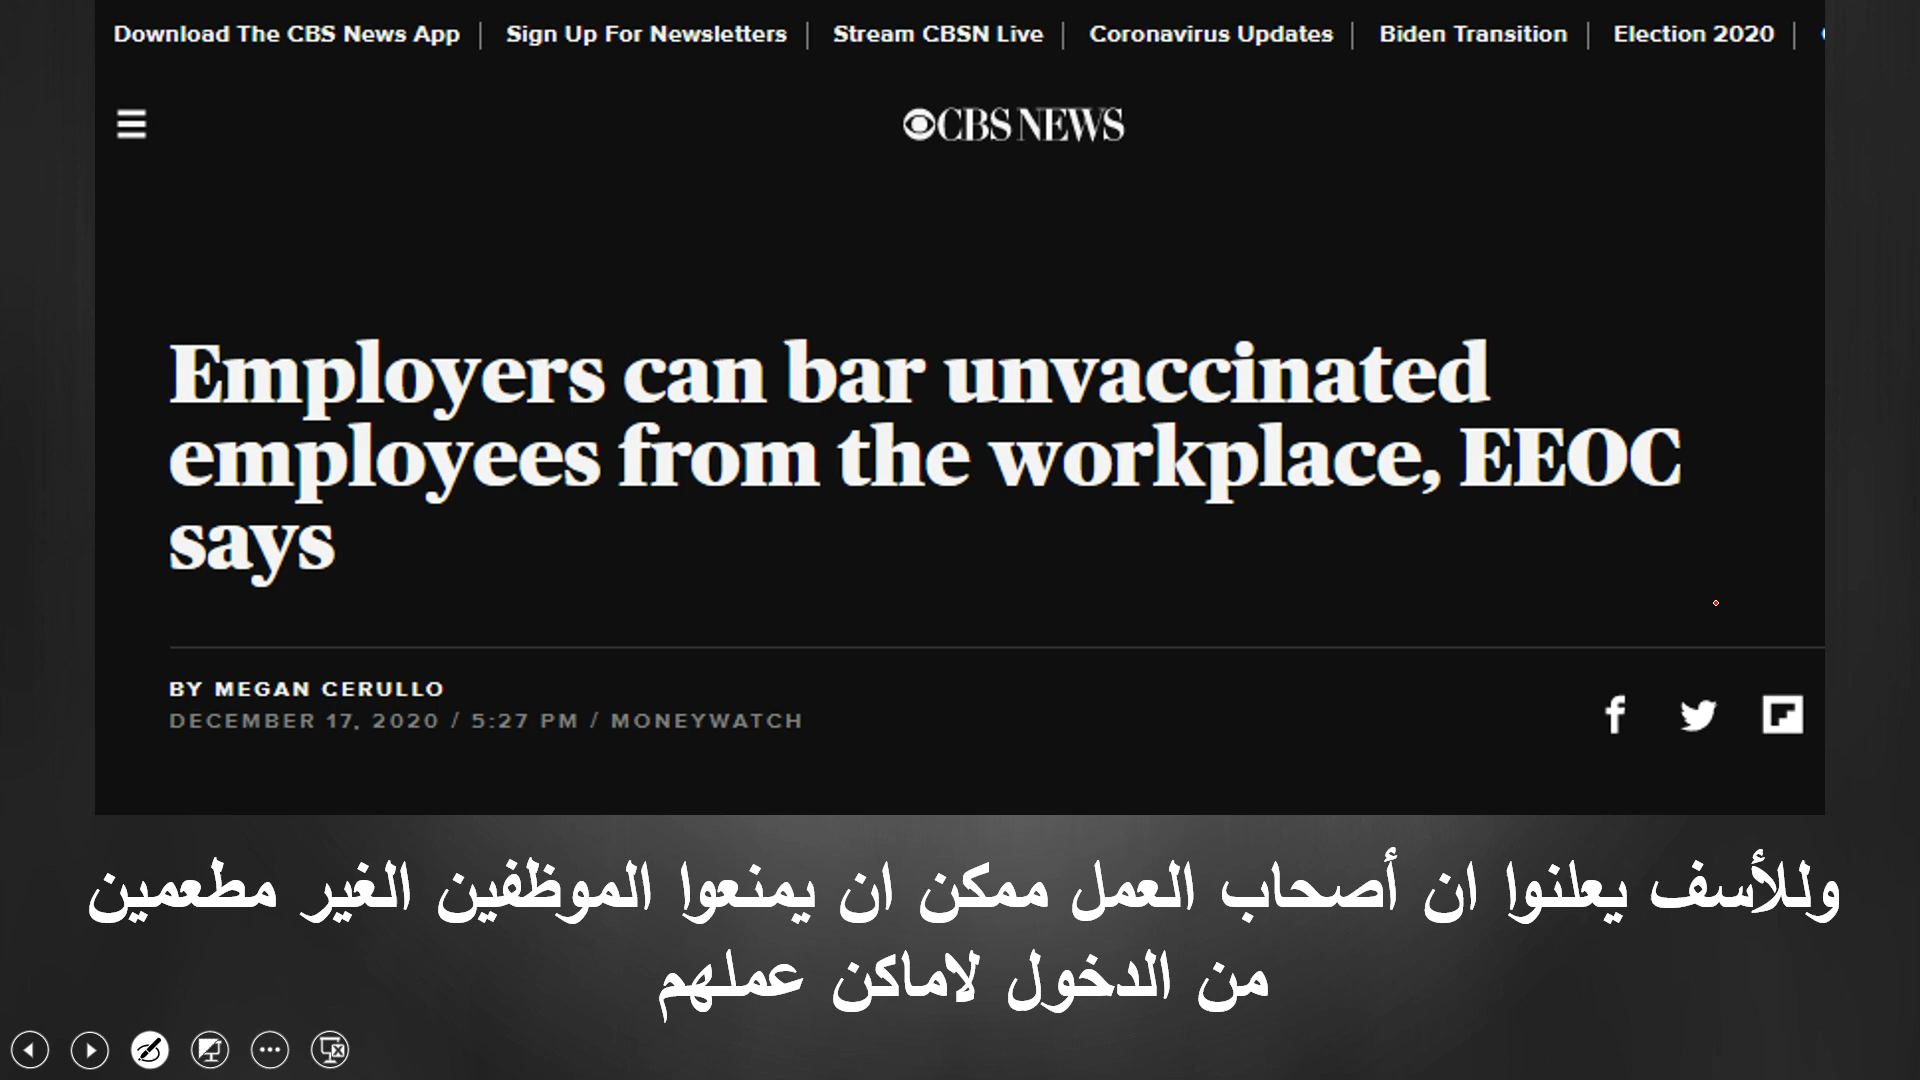 Download The CBS News App | Sign Up For Newsletters | Stream CBSN Live | Coronavirus Updates | Biden Transition | Election 2020 |
CBS NEWS
Employers can bar unvaccinated
employees from the workplace, EEOC
says
BY MEGAN CERULLO
DECEMBER 17, 2020 / 5:27 PM / MONEYWATCH
وللأسف يعلنوا ان أصحاب العمل ممكن ان يمنعوا الموظفين الغير مطعمين
من الدخول لاماكن عملهم